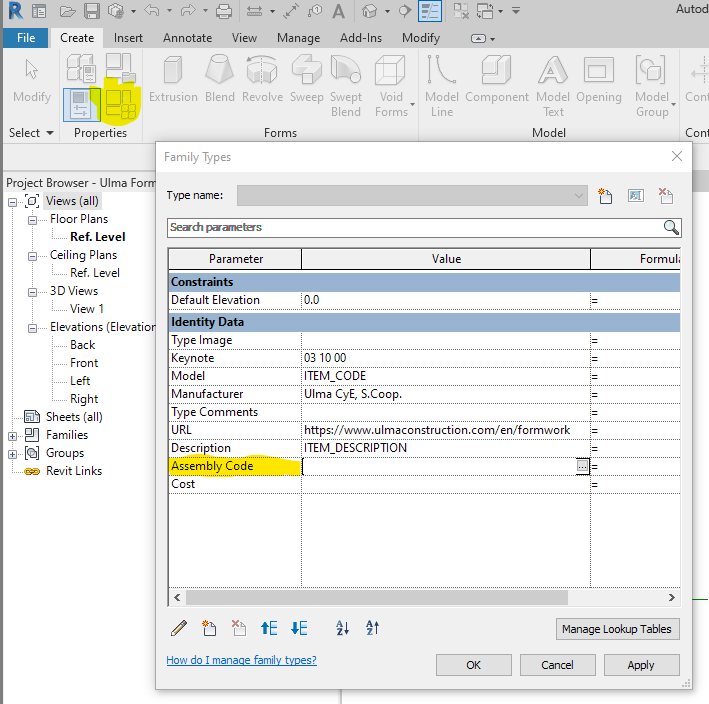 R
A
Autod
File Create Insert Annotate View Manage Add-Ins Modify
Modify
Extrusion Blend Revolve Sweep Swept Blend Void Forms
Model Line Component Model Text Opening Model Group Cont
Select Properties Forms Model Cont
Project Browser - Ulma Form
Views (all)
Floor Plans
Ref. Level
Ceiling Plans
Ref. Level
3D Views
View 1
Elevations (Elevation
Back
Front
Left
Right
Sheets (all)
Families
Groups
Revit Links
Family Types
Type name:
Search parameters
Parameter Value Formula
Constraints
Default Elevation 0.0 =
Identity Data
Type Image =
Keynote 03 10 00 =
Model ITEM_CODE =
Manufacturer Ulma CyE, S.Coop. =
Type Comments =
URL https://www.ulmaconstruction.com/en/formwork =
Description ITEM_DESCRIPTION =
Assembly Code ... =
Cost =
Manage Lookup Tables
How do I manage family types?
OK Cancel Apply